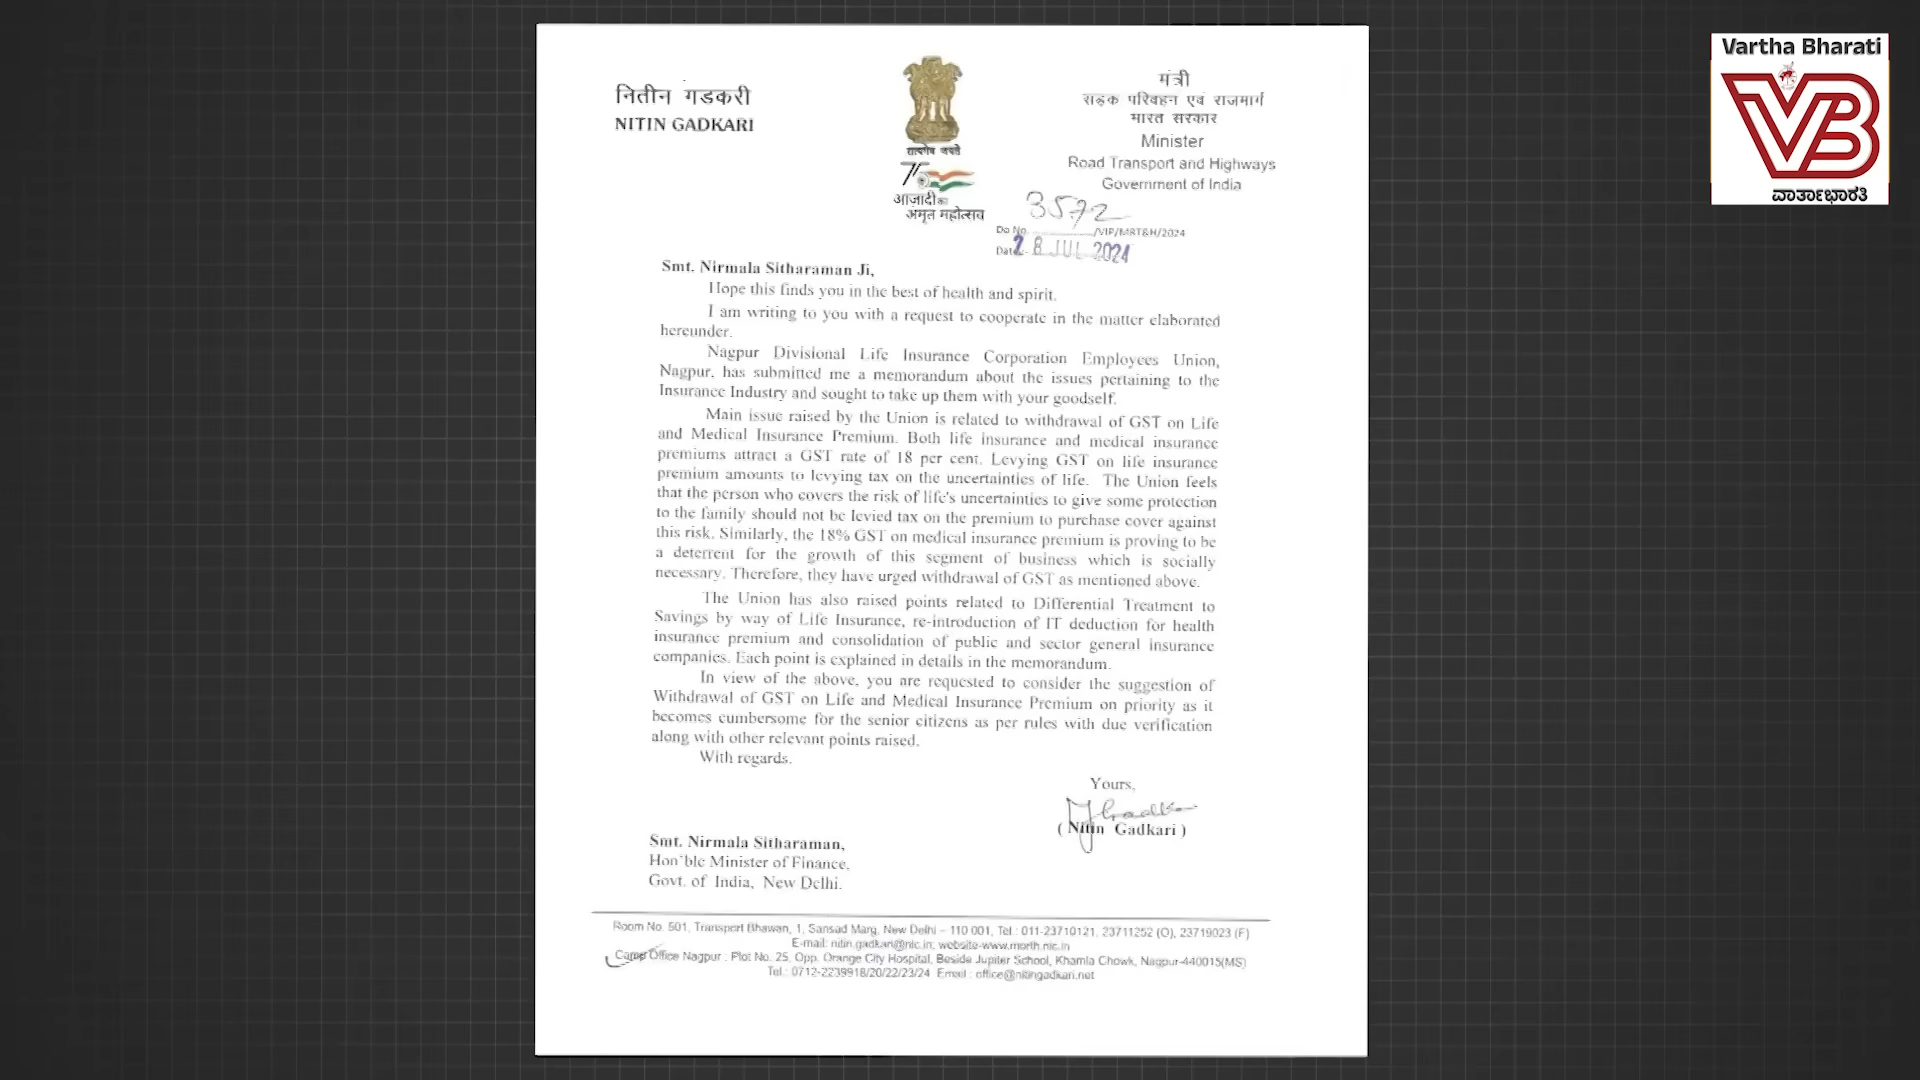 Vartha Bharati
VB
ವಾರ್ತಾಭಾರತಿ
नितीन गडकरी
NITIN GADKARI
सत्यमेव जयते
75
आज़ादी का
अमृत महोत्सव
मंत्री
सड़क परिवहन एवं राजमार्ग
भारत सरकार
Minister
Road Transport and Highways
Government of India
3572
Do No. ............/VIP/MRT&H/2024
Date:- 28 JUL 2024
Smt. Nirmala Sitharaman Ji,
Hope this finds you in the best of health and spirit.
I am writing to you with a request to cooperate in the matter elaborated
hereunder.
Nagpur Divisional Life Insurance Corporation Employees Union,
Nagpur, has submitted me a memorandum about the issues pertaining to the
Insurance Industry and sought to take up them with your goodself.
Main issue raised by the Union is related to withdrawal of GST on Life
and Medical Insurance Premium. Both life insurance and medical insurance
premiums attract a GST rate of 18 per cent. Levying GST on life insurance
premium amounts to levying tax on the uncertainties of life. The Union feels
that the person who covers the risk of life's uncertainties to give some protection
to the family should not be levied tax on the premium to purchase cover against
this risk. Similarly, the 18% GST on medical insurance premium is proving to be
a deterrent for the growth of this segment of business which is socially
necessary. Therefore, they have urged withdrawal of GST as mentioned above.
The Union has also raised points related to Differential Treatment to
Savings by way of Life Insurance, re-introduction of IT deduction for health
insurance premium and consolidation of public and sector general insurance
companies. Each point is explained in details in the memorandum.
In view of the above, you are requested to consider the suggestion of
Withdrawal of GST on Life and Medical Insurance Premium on priority as it
becomes cumbersome for the senior citizens as per rules with due verification
along with other relevant points raised.
With regards.
Yours,
( Nitin Gadkari )
Smt. Nirmala Sitharaman,
Hon'ble Minister of Finance,
Govt. of India, New Delhi.
Room No. 501, Transport Bhawan, 1, Sansad Marg, New Delhi – 110 001, Tel : 011-23710121, 23711252 (O), 23719023 (F)
E-mail: nitin.gadkari@nic.in; website-www.morth.nic.in
Camp Office Nagpur : Plot No. 25, Opp. Orange City Hospital, Beside Jupiter School, Khamla Chowk, Nagpur-440015(MS)
Tel.: 0712-2239918/20/22/23/24 Email : office@nitingadkari.net